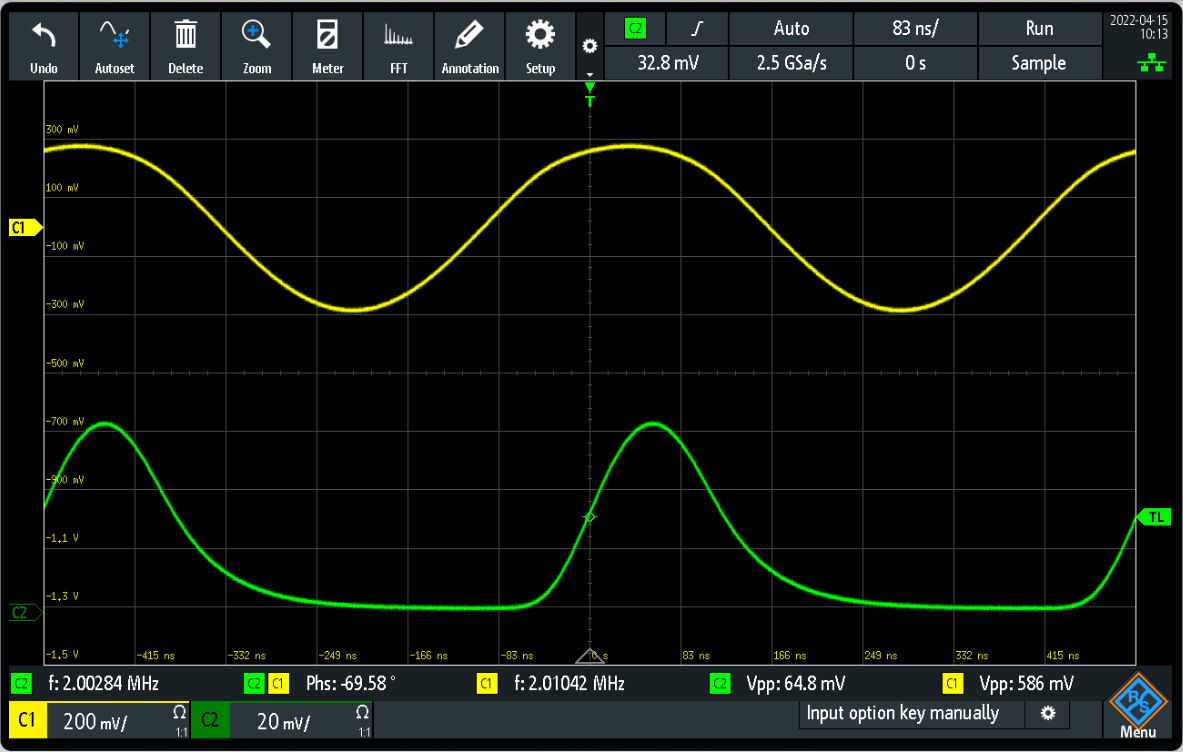 Undo Autoset Delete Zoom Meter FFT Annotation Setup
C2 Auto 83 ns/ Run
32.8 mV 2.5 GSa/s 0 s Sample
2022-04-15
10:13
T
300 mV
100 mV
C1
-100 mV
-300 mV
-500 mV
-700 mV
-900 mV
TL
-1.1 V
-1.3 V
C2
-1.5 V -415 ns -332 ns -249 ns -166 ns -83 ns 0 s 83 ns 166 ns 249 ns 332 ns 415 ns
C2 f: 2.00284 MHz C2 C1 Phs: -69.58 ° C1 f: 2.01042 MHz C2 Vpp: 64.8 mV C1 Vpp: 586 mV
C1 200 mV/ Ω 1:1 C2 20 mV/ Ω 1:1 Input option key manually
R&S
Menu